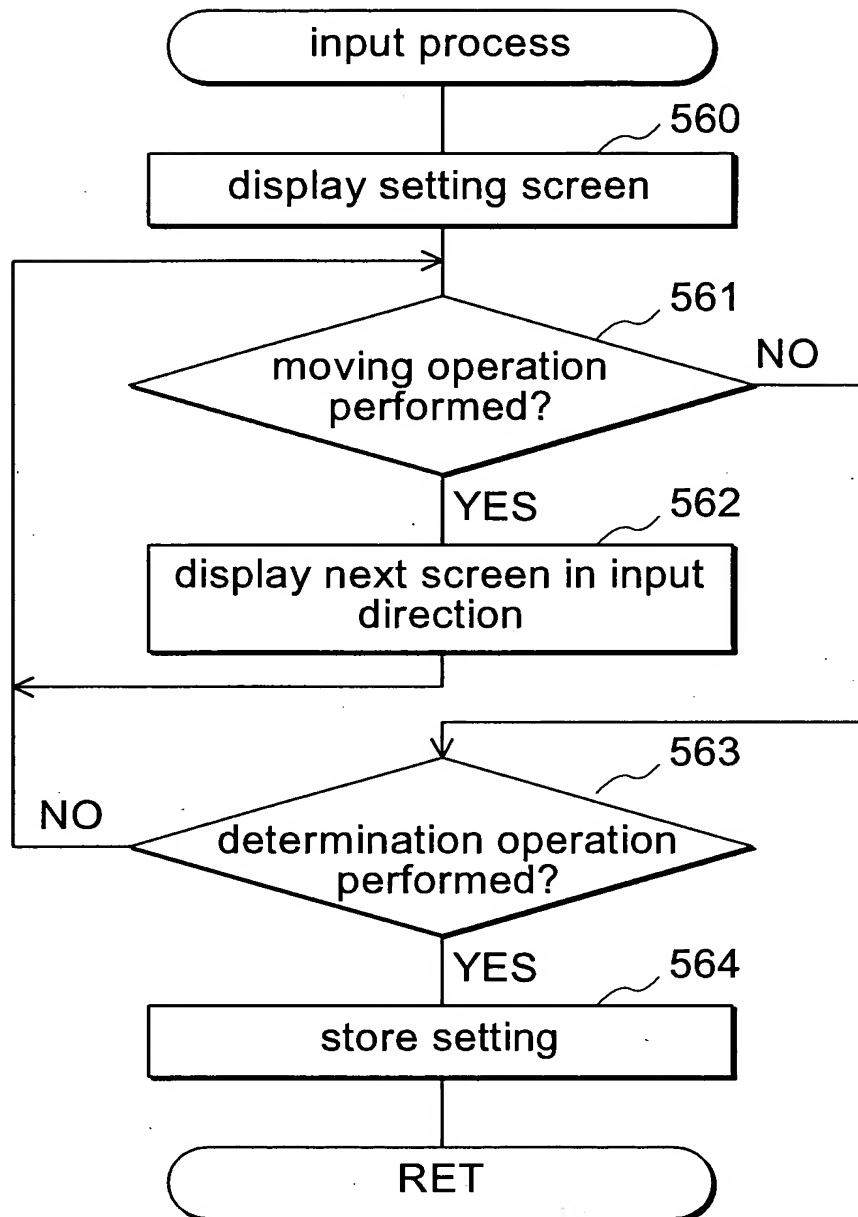 input process
560
display setting screen
561
NO
moving operation
performed?
YES
562
display next screen in input
direction
563
NO
determination operation
performed?
YES
564
store setting
RET